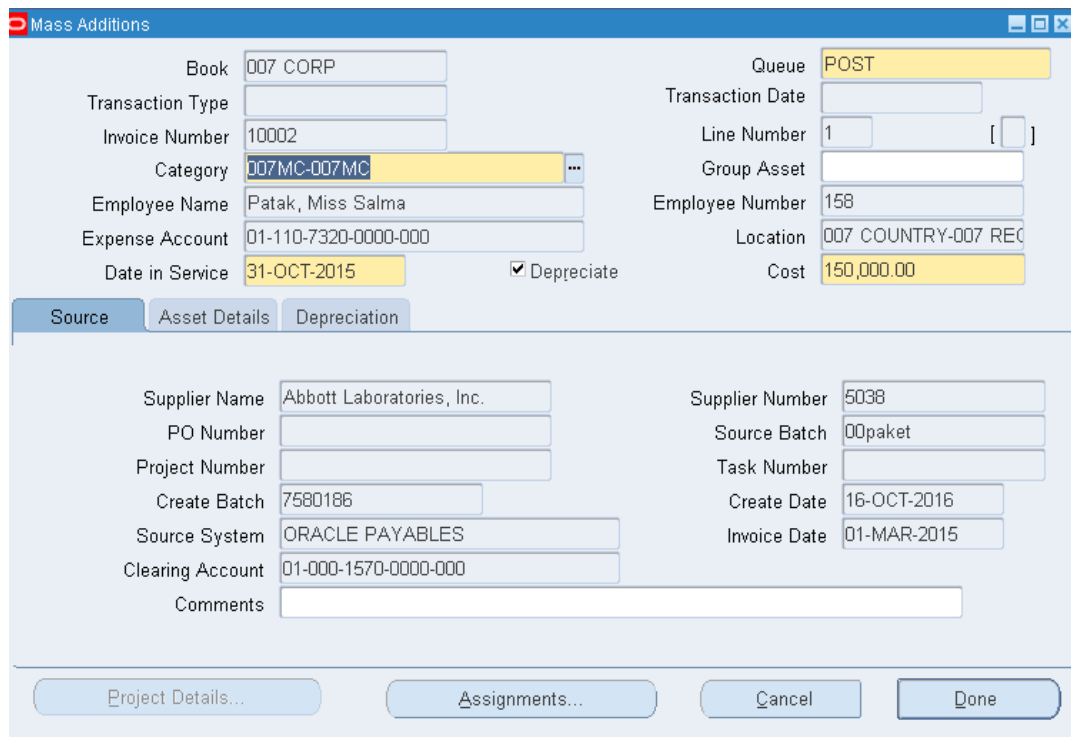 Mass Additions
Book 007 CORP Queue POST
Transaction Type Transaction Date
Invoice Number 10002 Line Number 1 [ ]
Category 007MC-007MC ... Group Asset
Employee Name Patak, Miss Salma Employee Number 158
Expense Account 01-110-7320-0000-000 Location 007 COUNTRY-007 REG
Date in Service 31-OCT-2015 Depreciate Cost 150,000.00
Source Asset Details Depreciation
Supplier Name Abbott Laboratories, Inc. Supplier Number 5038
PO Number Source Batch 00paket
Project Number Task Number
Create Batch 7580186 Create Date 16-OCT-2016
Source System ORACLE PAYABLES Invoice Date 01-MAR-2015
Clearing Account 01-000-1570-0000-000
Comments
Project Details... Assignments... Cancel Done